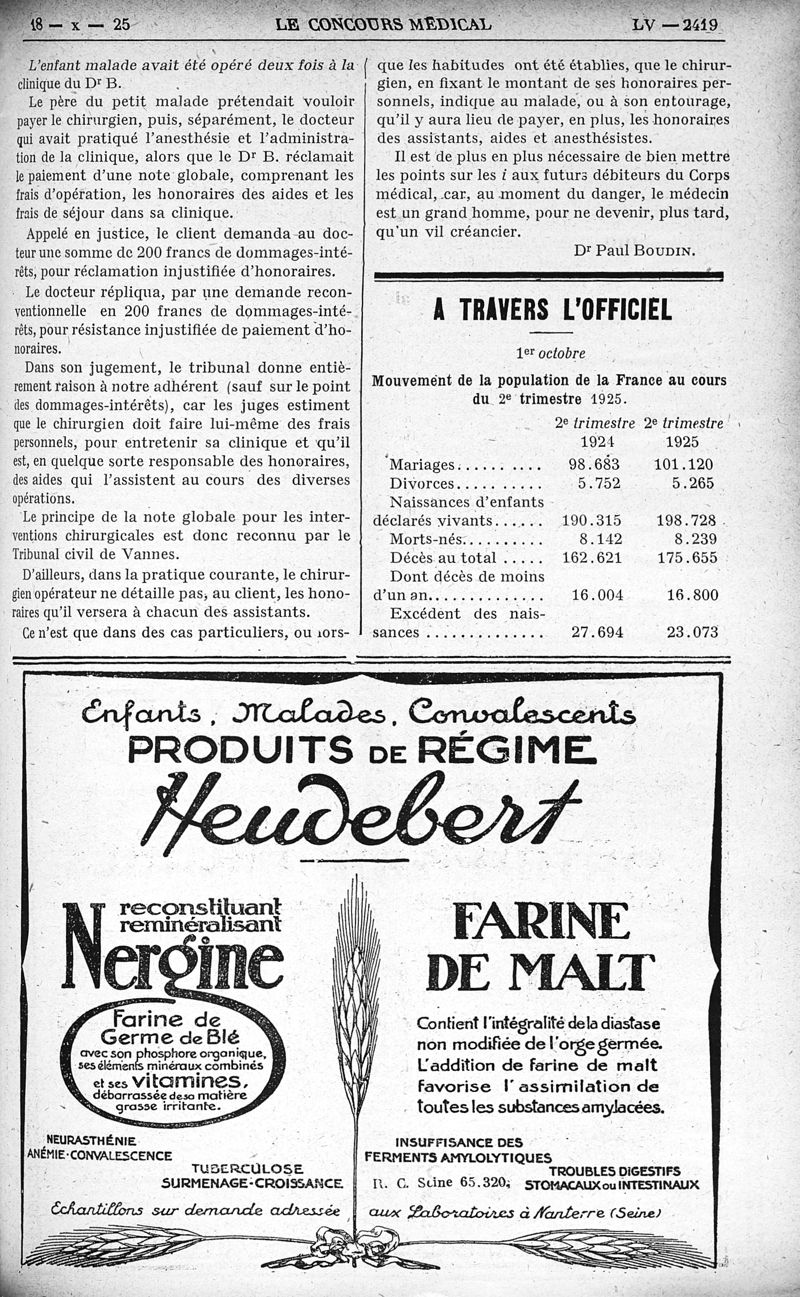 18 — x — 25
LE CONCOURS MÉDICAL
LV — 2419
L'enfant malade avait été opéré deux fois à la
clinique du Dr B.
Le père du petit malade prétendait vouloir
payer le chirurgien, puis, séparément, le docteur
qui avait pratiqué l'anesthésie et l'administra-
tion de la clinique, alors que le Dr B. réclamait
le paiement d'une note globale, comprenant les
frais d'opération, les honoraires des aides et les
frais de séjour dans sa clinique.
Appelé en justice, le client demanda au doc-
teur une somme de 200 francs de dommages-inté-
rêts, pour réclamation injustifiée d'honoraires.
Le docteur répliqua, par une demande recon-
ventionnelle en 200 francs de dommages-inté-
rêts, pour résistance injustifiée de paiement d'ho-
noraires.
Dans son jugement, le tribunal donne entiè-
rement raison à notre adhérent (sauf sur le point
des dommages-intérêts), car les juges estiment
que le chirurgien doit faire lui-même des frais
personnels, pour entretenir sa clinique et qu'il
est, en quelque sorte responsable des honoraires,
des aides qui l'assistent au cours des diverses
opérations.
Le principe de la note globale pour les inter-
ventions chirurgicales est donc reconnu par le
Tribunal civil de Vannes.
D'ailleurs, dans la pratique courante, le chirur-
gien opérateur ne détaille pas, au client, les hono-
raires qu'il versera à chacun des assistants.
Ce n'est que dans des cas particuliers, ou lors-
que les habitudes ont été établies, que le chirur-
gien, en fixant le montant de ses honoraires per-
sonnels, indique au malade, ou à son entourage,
qu'il y aura lieu de payer, en plus, les honoraires
des assistants, aides et anesthésistes.
Il est de plus en plus nécessaire de bien mettre
les points sur les i aux futurs débiteurs du Corps
médical, car, au moment du danger, le médecin
est un grand homme, pour ne devenir, plus tard,
qu'un vil créancier.
Dr Paul BOUDIN.
A TRAVERS L'OFFICIEL
1er octobre
Mouvement de la population de la France au cours
du 2e trimestre 1925.
2e trimestre 2e trimestre
1924 1925
Mariages.......... 98.683 101.120
Divorces.......... 5.752 5.265
Naissances d'enfants
déclarés vivants...... 190.315 198.728
Morts-nés.......... 8.142 8.239
Décès au total ..... 162.621 175.655
Dont décès de moins
d'un an.............. 16.004 16.800
Excédent des nais-
sances .............. 27.694 23.073
Enfants, Malades, Convalescents
PRODUITS DE RÉGIME
Heudebert
reconstituant
reminéralisant
Nergine
Farine de
Germe de Blé
avec son phosphore organique,
ses éléments minéraux combinés
et ses vitamines,
débarrassée de sa matière
grasse irritante.
NEURASTHÉNIE
ANÉMIE-CONVALESCENCE
TUBERCULOSE
SURMENAGE-CROISSANCE
FARINE
DE MALT
Contient l'intégralité de la diastase
non modifiée de l'orge germée.
L'addition de farine de malt
favorise l'assimilation de
toutes les substances amylacées.
INSUFFISANCE DES
FERMENTS AMYLOLYTIQUES
TROUBLES DIGESTIFS
R. C. Seine 65.320, STOMACAUX ou INTESTINAUX
Echantillons sur demande adressée aux Laboratoires à Nanterre (Seine)